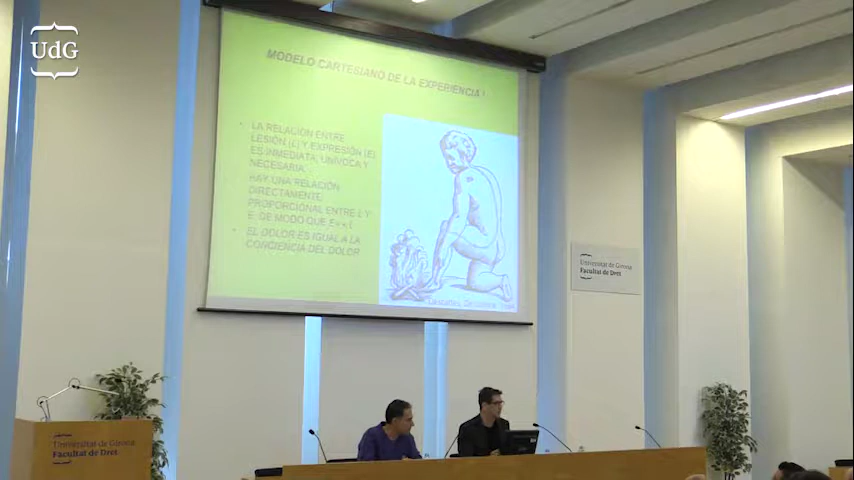 UdG
MODELO CARTESIANO DE LA EXPERIENCIA
• LA RELACIÓN ENTRE
LESIÓN (L) Y EXPRESIÓN (E)
ES INMEDIATA, UNÍVOCA Y
NECESARIA.
HAY UNA RELACIÓN
DIRECTAMENTE
PROPORCIONAL ENTRE L Y
E, DE MODO QUE
• EL DOLOR ES IGUAL A LA
CONCIENCIA DEL DOLOR
Descartes,
Universitat de Girona
Facultat de Dret
Universitat de Girona
Facultat de Dret